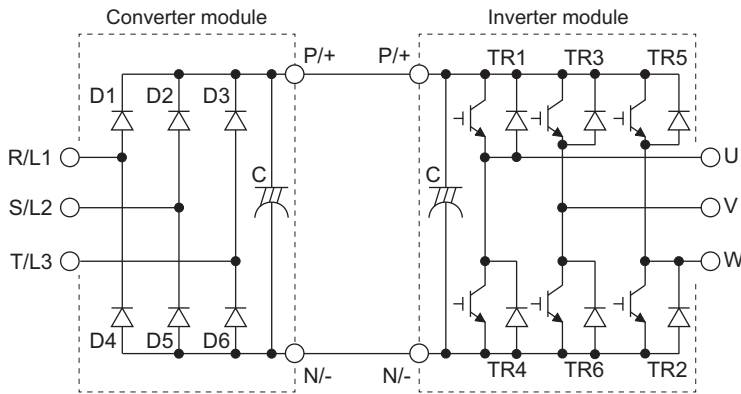 Converter module
Inverter module
P/+
P/+
TR1
TR3
TR5
D1
D2
D3
R/L1
U
C
C
S/L2
V
T/L3
W
D4
D5
D6
TR4
TR6
TR2
N/-
N/-